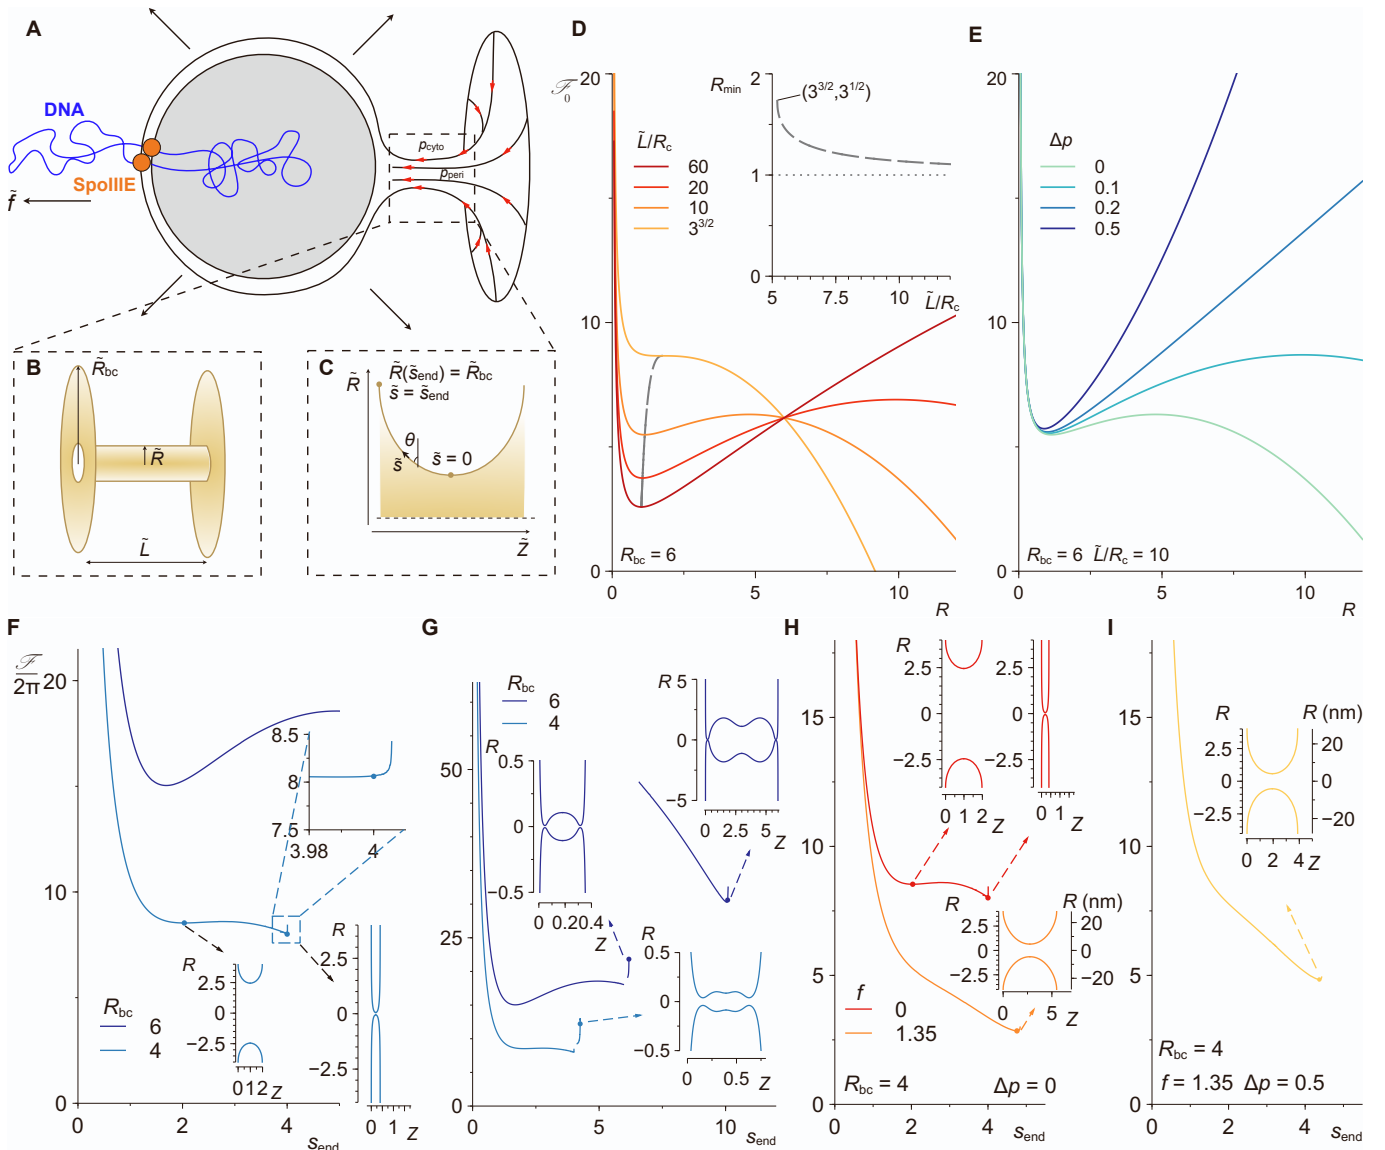 A
DNA
SpoIIIE
f̃
p_cyto
p_peri
B
R̃_bc
R̃
L̃
C
R̃
R̃(s̃_end) = R̃_bc
s̃ = s̃_end
θ
s̃
s̃ = 0
Z̃
D
ℱ_0
20
10
0
L̃/R_c
60
20
10
3^3/2
R_min
2
1
0
(3^3/2,3^1/2)
5
7.5
10
L̃/R_c
R_bc = 6
0
5
10
R
E
20
10
0
Δp
0
0.1
0.2
0.5
R_bc = 6 L̃/R_c = 10
0
5
10
R
F
ℱ
2π
20
10
0
8.5
8
7.5
3.98
4
R_bc
6
4
R
2.5
0
−2.5
0 1 2 Z
2.5
0
−2.5
0 1 Z
0
2
4
s_end
G
R_bc
6
4
50
25
0
R
0.5
0
−0.5
0
0.2 0.4
Z
R 5
0
−5
0
2.5
5
Z
R
0.5
0
−0.5
0
0.5
Z
0
5
10
s_end
H
15
10
5
0
R
2.5
0
−2.5
0 1 2 Z
2.5
0
−2.5
0 1 Z
R
R (nm)
2.5
0
−2.5
20
0
−20
0
5
Z
f
0
1.35
R_bc = 4
Δp = 0
0
2
4
s_end
I
15
10
5
0
R
R (nm)
2.5
0
−2.5
20
0
−20
0
2
4
Z
R_bc = 4
f = 1.35 Δp = 0.5
0
2
4
s_end